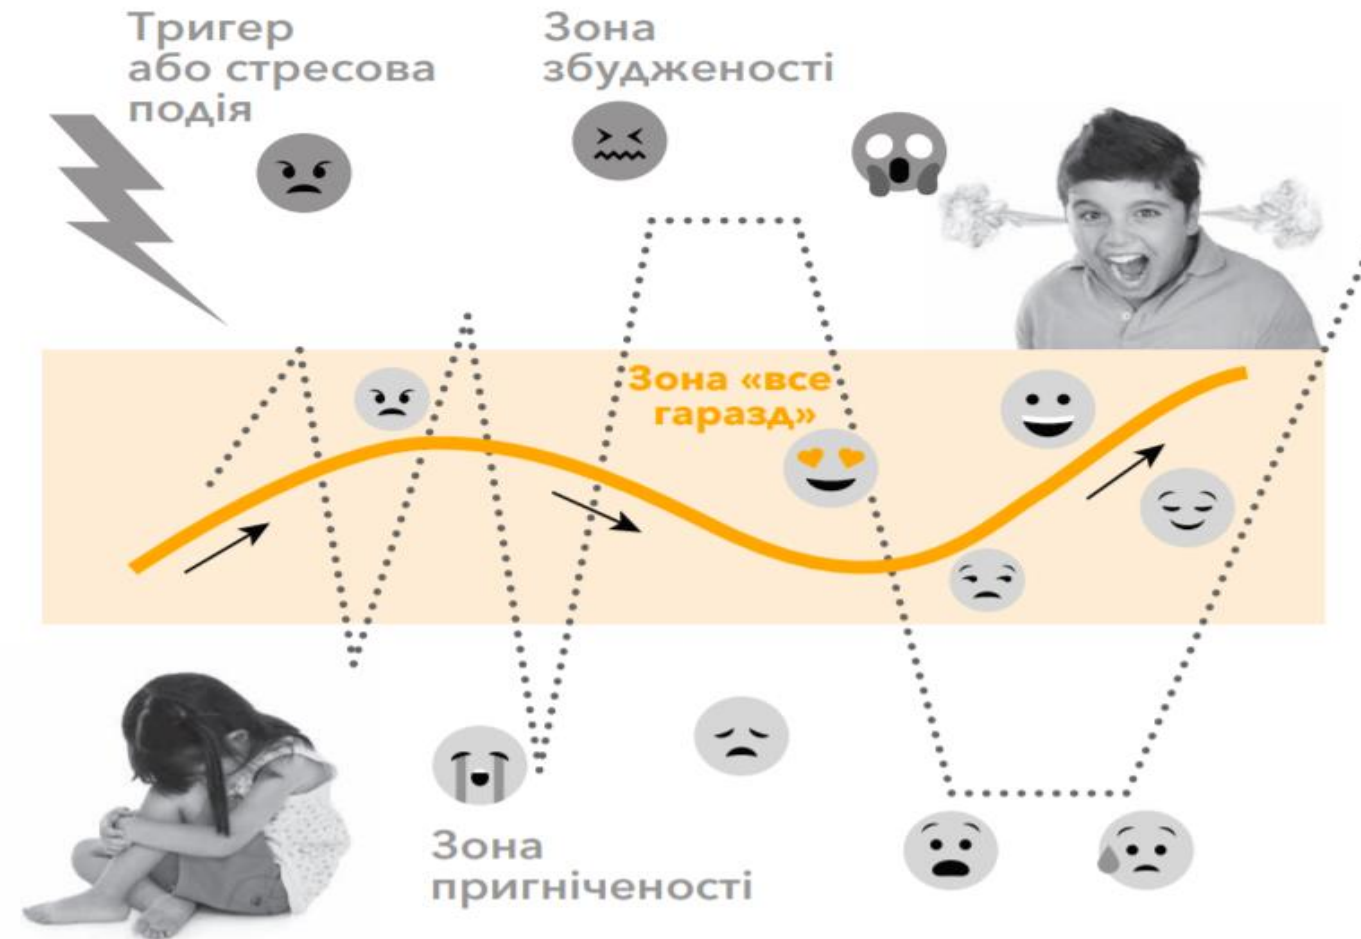 Тригер
або стресова
подія
Зона
збудженості
Зона «все
гаразд»
Зона
пригніченості